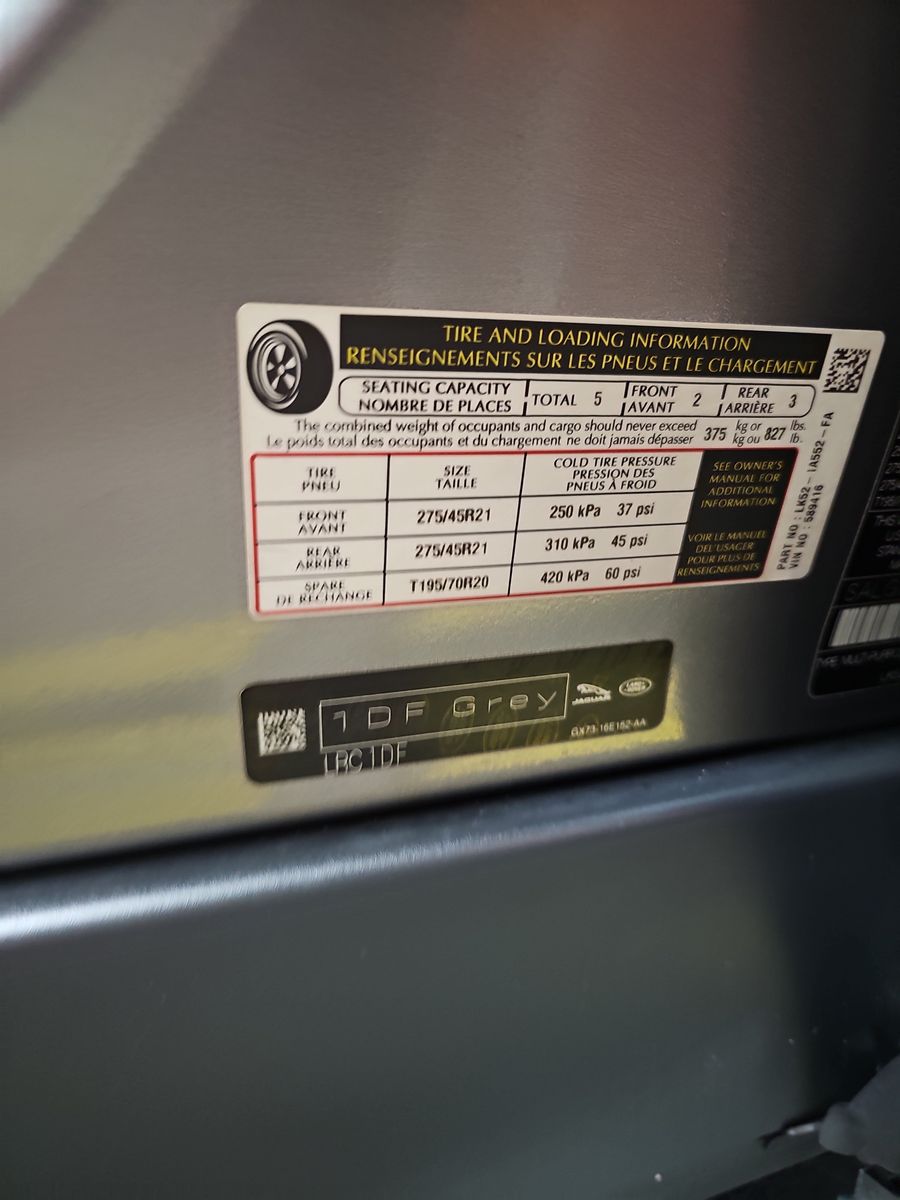 TIRE AND LOADING INFORMATION
RENSEIGNEMENTS SUR LES PNEUS ET LE CHARGEMENT
SEATING CAPACITY
NOMBRE DE PLACES
TOTAL 5
FRONT
AVANT 2
REAR
ARRIÈRE 3
The combined weight of occupants and cargo should never exceed 375 kg or 827 lbs.
Le poids total des occupants et du chargement ne doit jamais dépasser 375 kg ou 827 lb.
TIRE
PNEU
SIZE
TAILLE
COLD TIRE PRESSURE
PRESSION DES
PNEUS À FROID
FRONT
AVANT
275/45R21
250 kPa 37 psi
REAR
ARRIÈRE
275/45R21
310 kPa 45 psi
SPARE
DE RECHANGE
T195/70R20
420 kPa 60 psi
SEE OWNER'S
MANUAL FOR
ADDITIONAL
INFORMATION
VOIR LE MANUEL
DEL'USAGER
POUR PLUS DE
RENSEIGNEMENTS
PART NO : LK52 - 1A552 - FA
VIN NO : 589416
1DF Grey
JAGUAR
LAND ROVER
GX73-16E152-AA
LRC 1DF